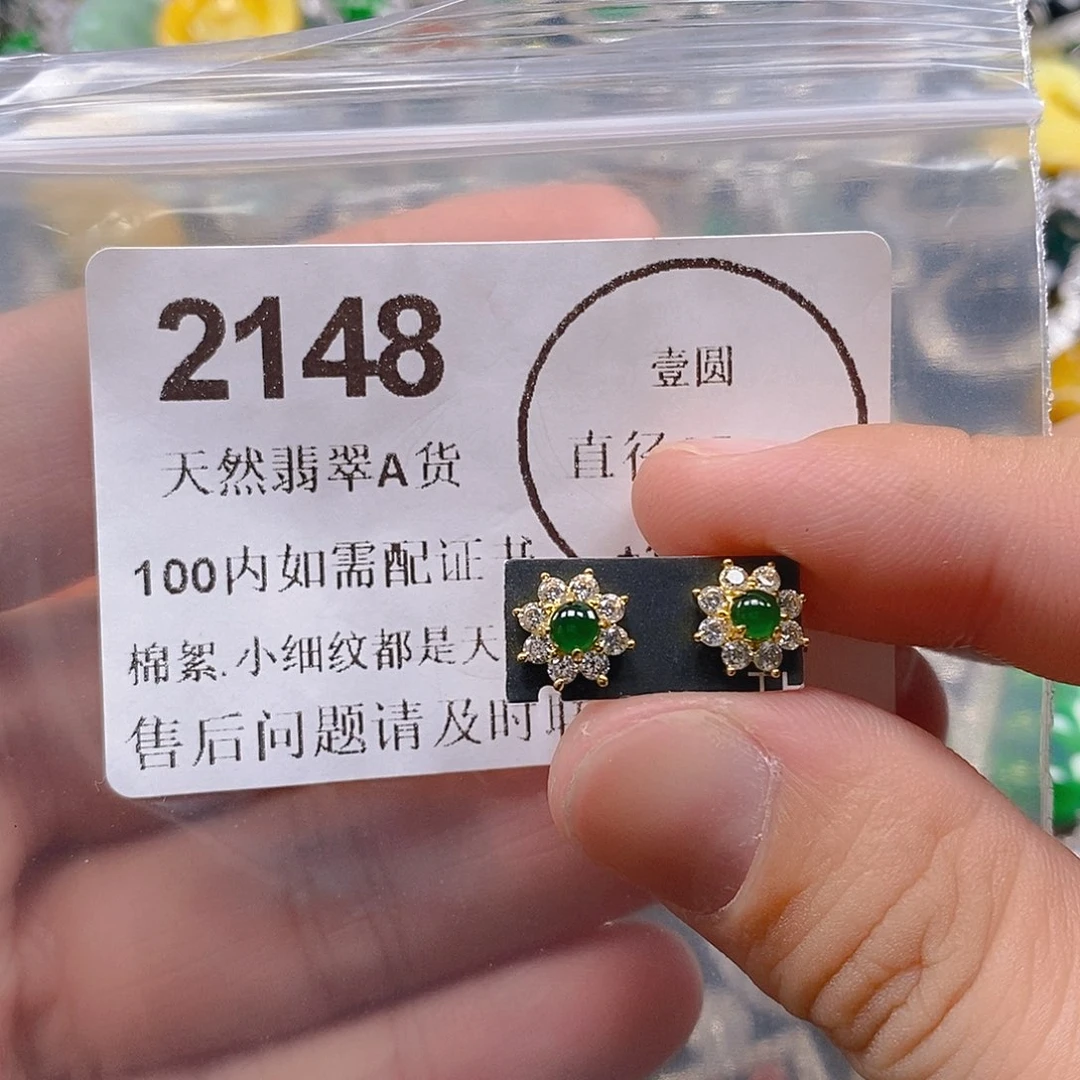 2148
壹圆
直径
天然翡翠A货
100内如需配证书
棉絮.小细纹都是天
售后问题请及时